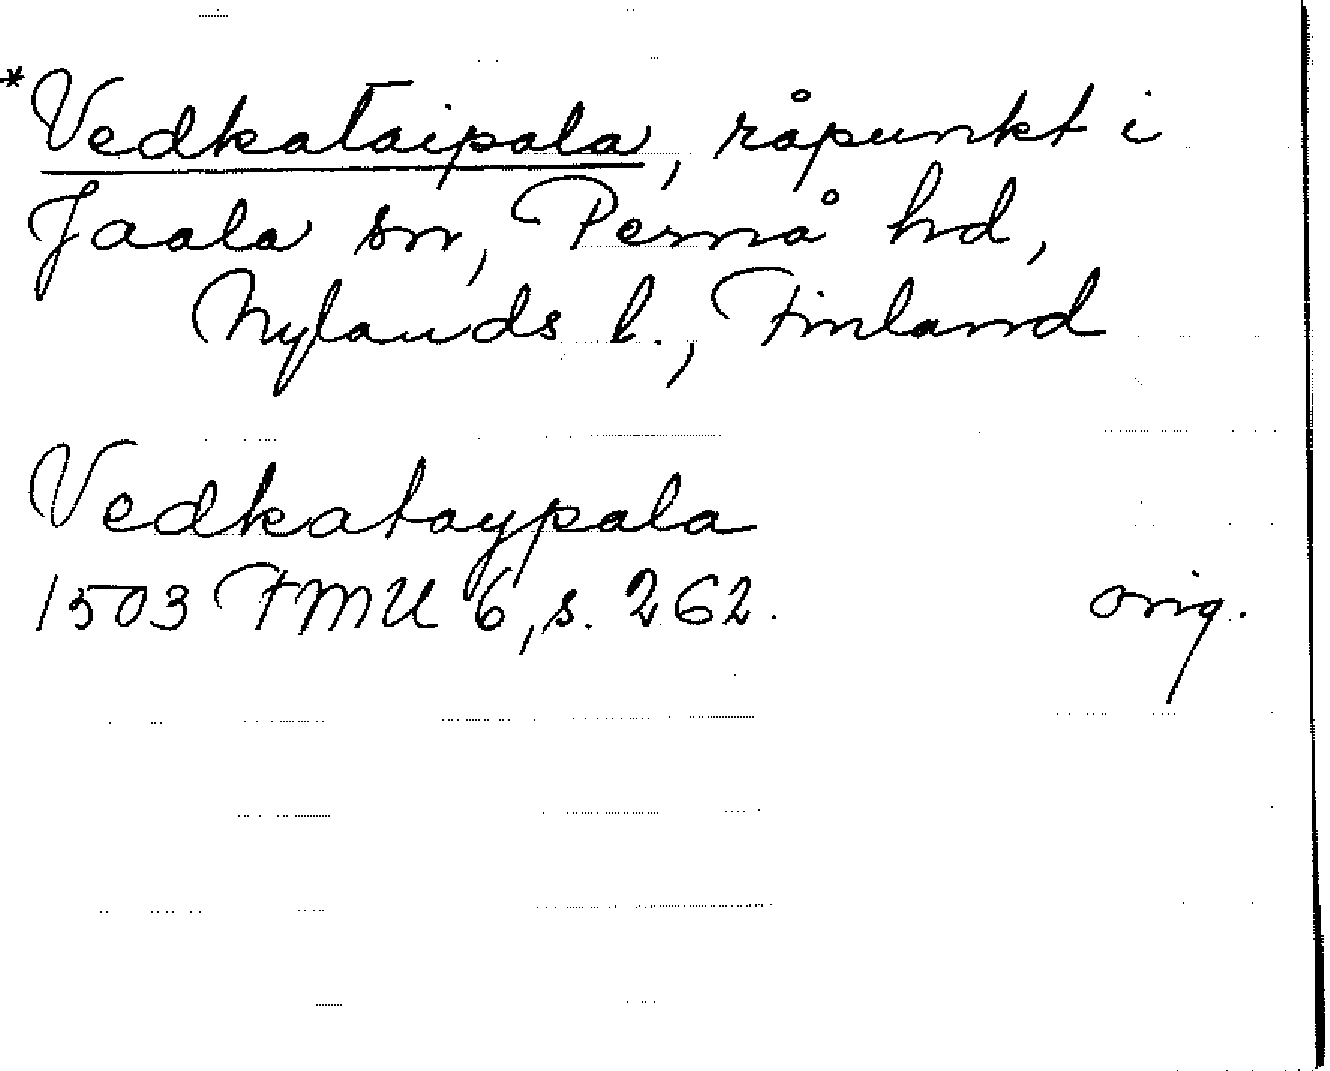 *Vedkataipala, råpunkt i
Jaala sn, Pernå hd,
Nylands l., Finland
Vedkataypala
1503 FMU 6, s. 262. orig.